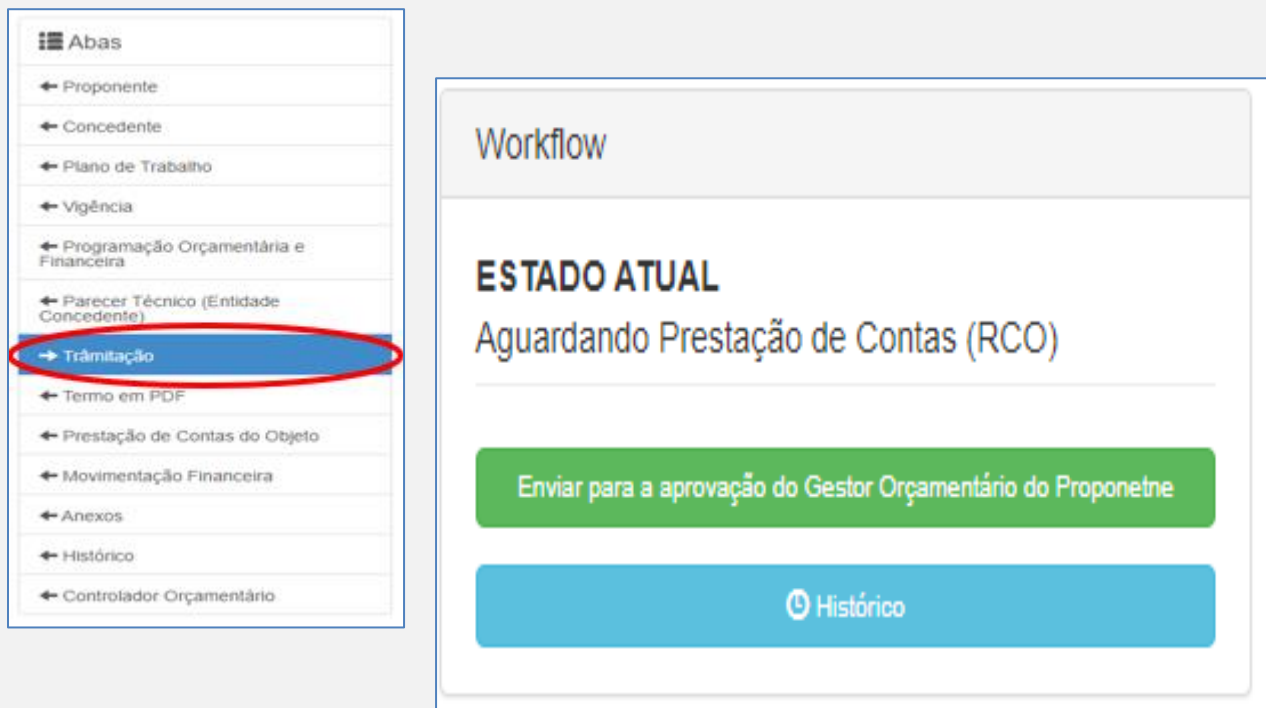 Abas
Proponente
Concedente
Plano de Trabalho
Vigência
Programação Orçamentária e
Financeira
Parecer Técnico (Entidade
Concedente)
Trâmitação
Termo em PDF
Prestação de Contas do Objeto
Movimentação Financeira
Anexos
Histórico
Controlador Orçamentário
Workflow
ESTADO ATUAL
Aguardando Prestação de Contas (RCO)
Enviar para a aprovação do Gestor Orçamentário do Proponetne
Histórico